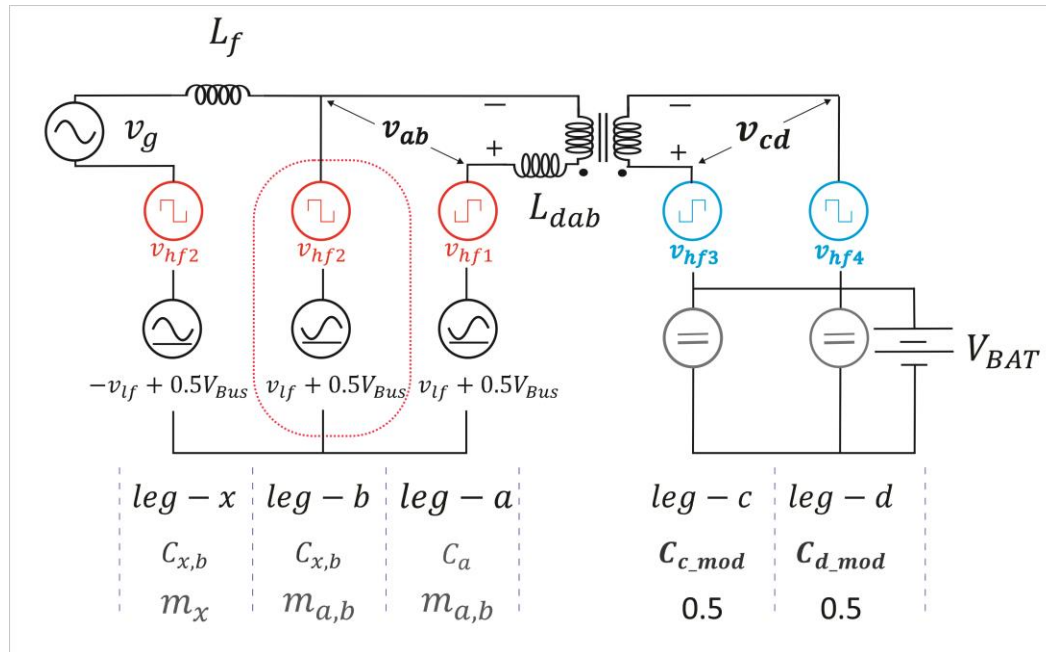 L_f
v_g
v_ab
− +
L_dab
− +
v_cd
v_hf2 v_hf2 v_hf1 v_hf3 v_hf4
V_BAT
−v_lf + 0.5V_Bus v_lf + 0.5V_Bus v_lf + 0.5V_Bus
leg − x leg − b leg − a leg − c leg − d
C_x,b C_x,b C_a C_c_mod C_d_mod
m_x m_a,b m_a,b 0.5 0.5